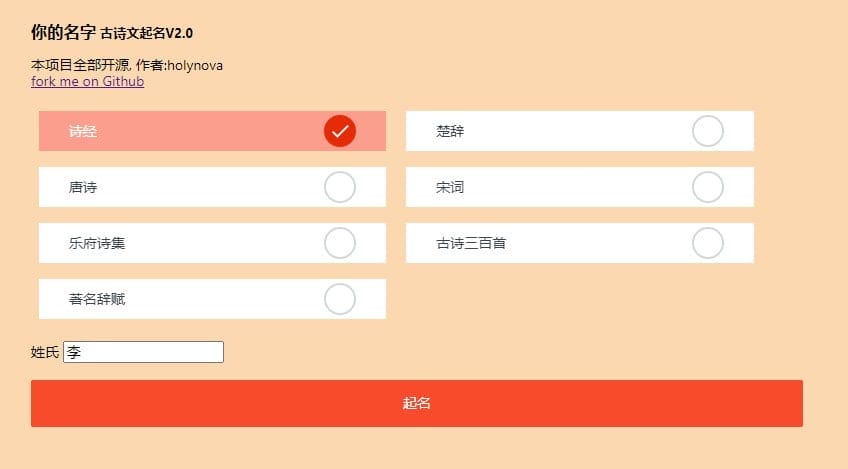 你的名字 古诗文起名V2.0
本项目全部开源, 作者:holynova
fork me on Github
诗经
楚辞
唐诗
宋词
乐府诗集
古诗三百首
著名辞赋
姓氏 李
起名